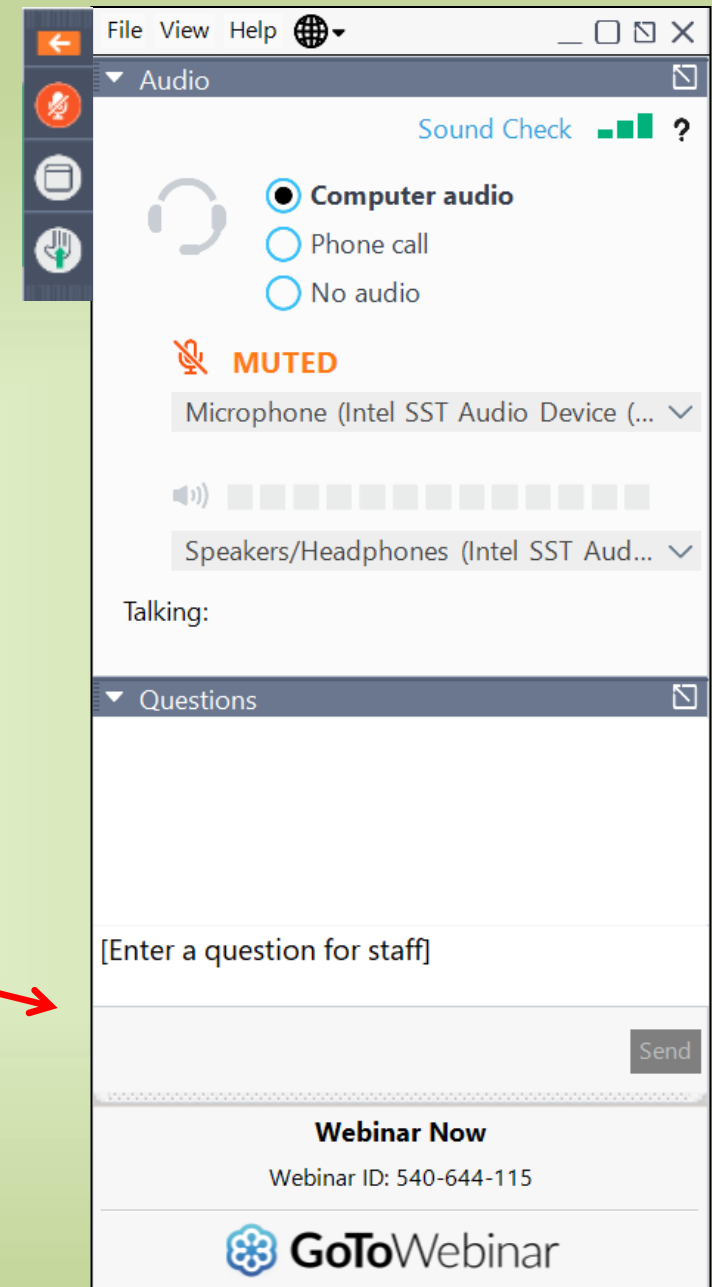 File View Help
Audio
Sound Check ?
Computer audio
Phone call
No audio
MUTED
Microphone (Intel SST Audio Device (...
Speakers/Headphones (Intel SST Aud...
Talking:
Questions
[Enter a question for staff]
Send
Webinar Now
Webinar ID: 540-644-115
GoToWebinar